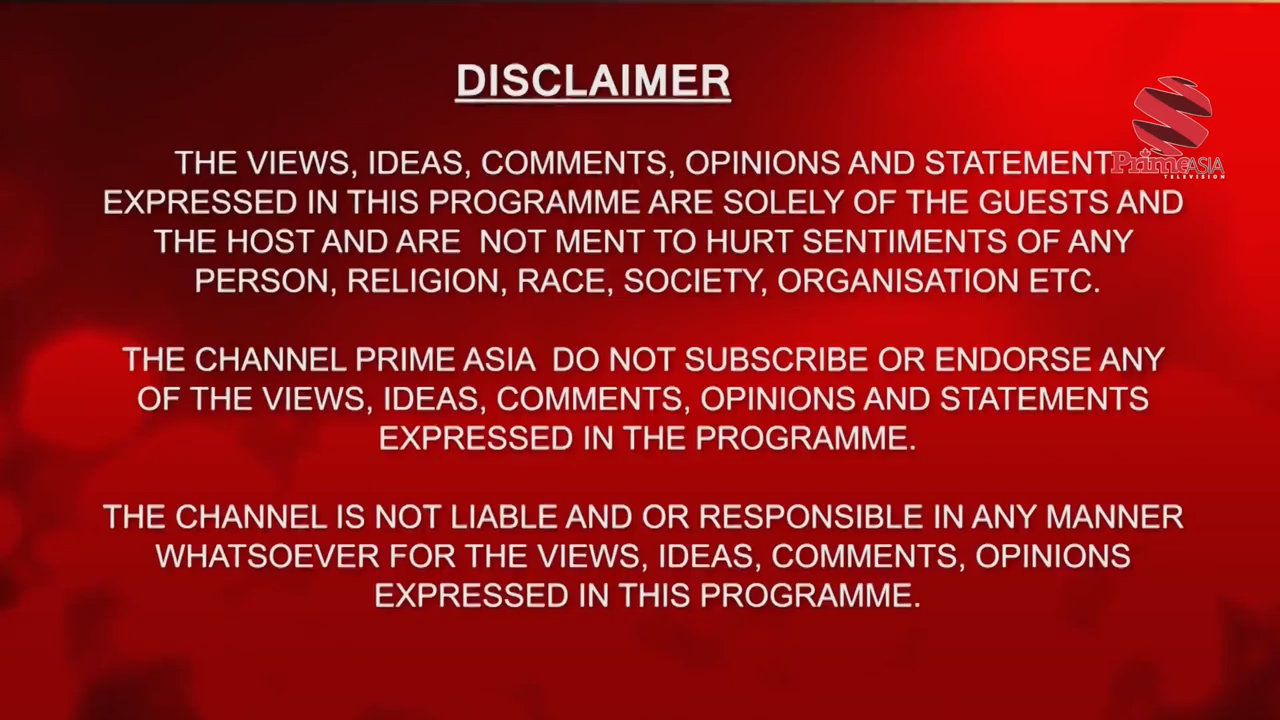 DISCLAIMER
THE VIEWS, IDEAS, COMMENTS, OPINIONS AND STATEMENT
EXPRESSED IN THIS PROGRAMME ARE SOLELY OF THE GUESTS AND
THE HOST AND ARE NOT MENT TO HURT SENTIMENTS OF ANY
PERSON, RELIGION, RACE, SOCIETY, ORGANISATION ETC.
THE CHANNEL PRIME ASIA DO NOT SUBSCRIBE OR ENDORSE ANY
OF THE VIEWS, IDEAS, COMMENTS, OPINIONS AND STATEMENTS
EXPRESSED IN THE PROGRAMME.
THE CHANNEL IS NOT LIABLE AND OR RESPONSIBLE IN ANY MANNER
WHATSOEVER FOR THE VIEWS, IDEAS, COMMENTS, OPINIONS
EXPRESSED IN THIS PROGRAMME.
PrimeASIA
TELEVISION